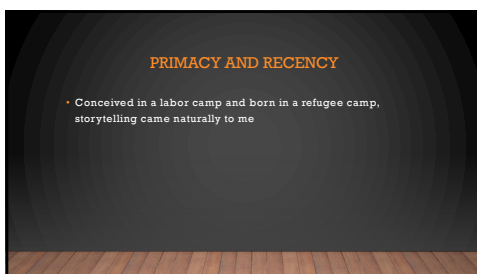 PRIMACY AND RECENCY
• Conceived in a labor camp and born in a refugee camp,
storytelling came naturally to me